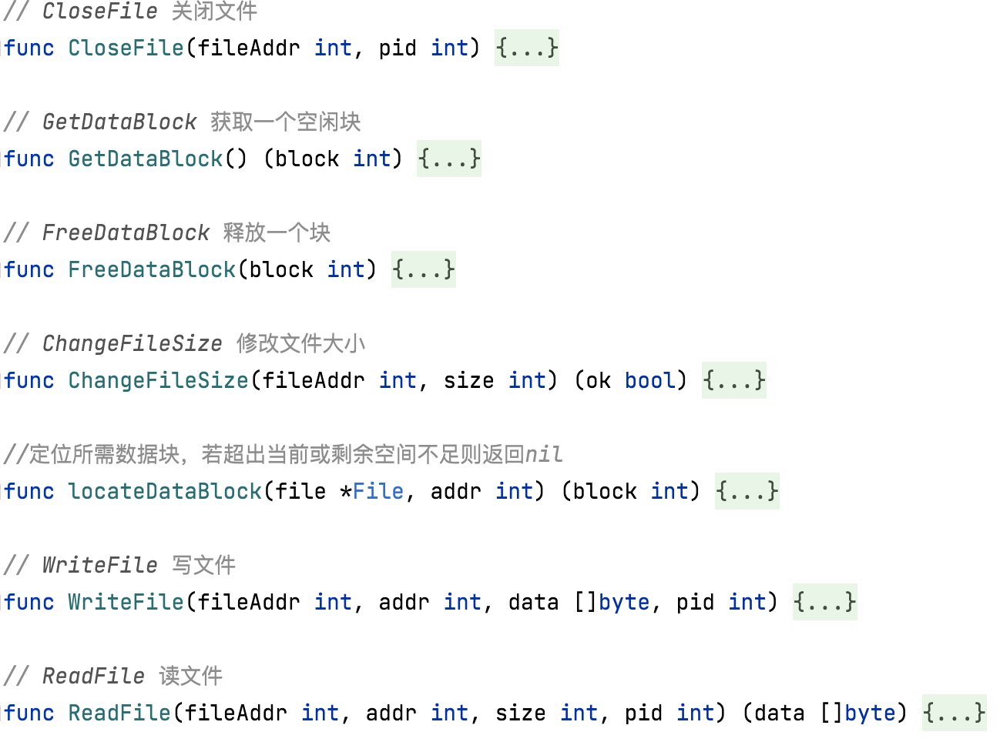 // CloseFile 关闭文件
func CloseFile(fileAddr int, pid int) {...}
// GetDataBlock 获取一个空闲块
func GetDataBlock() (block int) {...}
// FreeDataBlock 释放一个块
func FreeDataBlock(block int) {...}
// ChangeFileSize 修改文件大小
func ChangeFileSize(fileAddr int, size int) (ok bool) {...}
//定位所需数据块，若超出当前或剩余空间不足则返回nil
func locateDataBlock(file *File, addr int) (block int) {...}
// WriteFile 写文件
func WriteFile(fileAddr int, addr int, data []byte, pid int) {...}
// ReadFile 读文件
func ReadFile(fileAddr int, addr int, size int, pid int) (data []byte) {...}